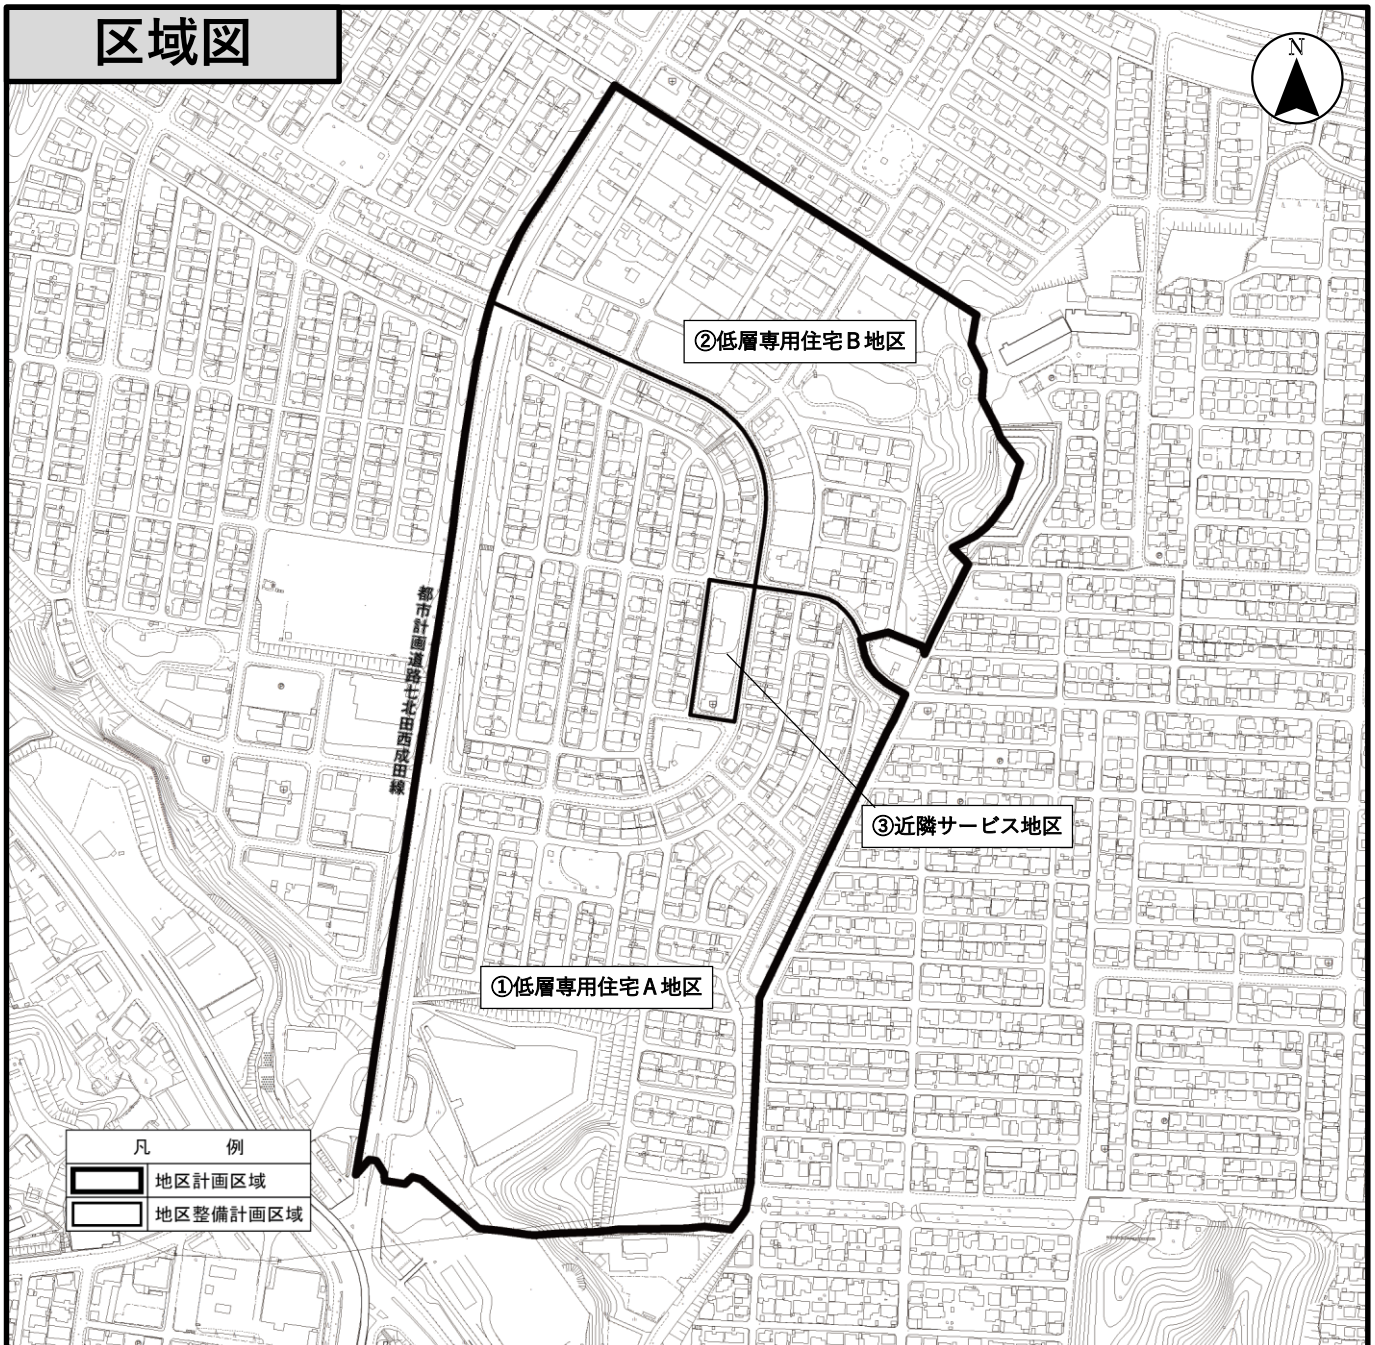 区域図
N
②低層専用住宅B地区
都市計画道路七北田西成田線
③近隣サービス地区
①低層専用住宅A地区
凡例
地区計画区域
地区整備計画区域